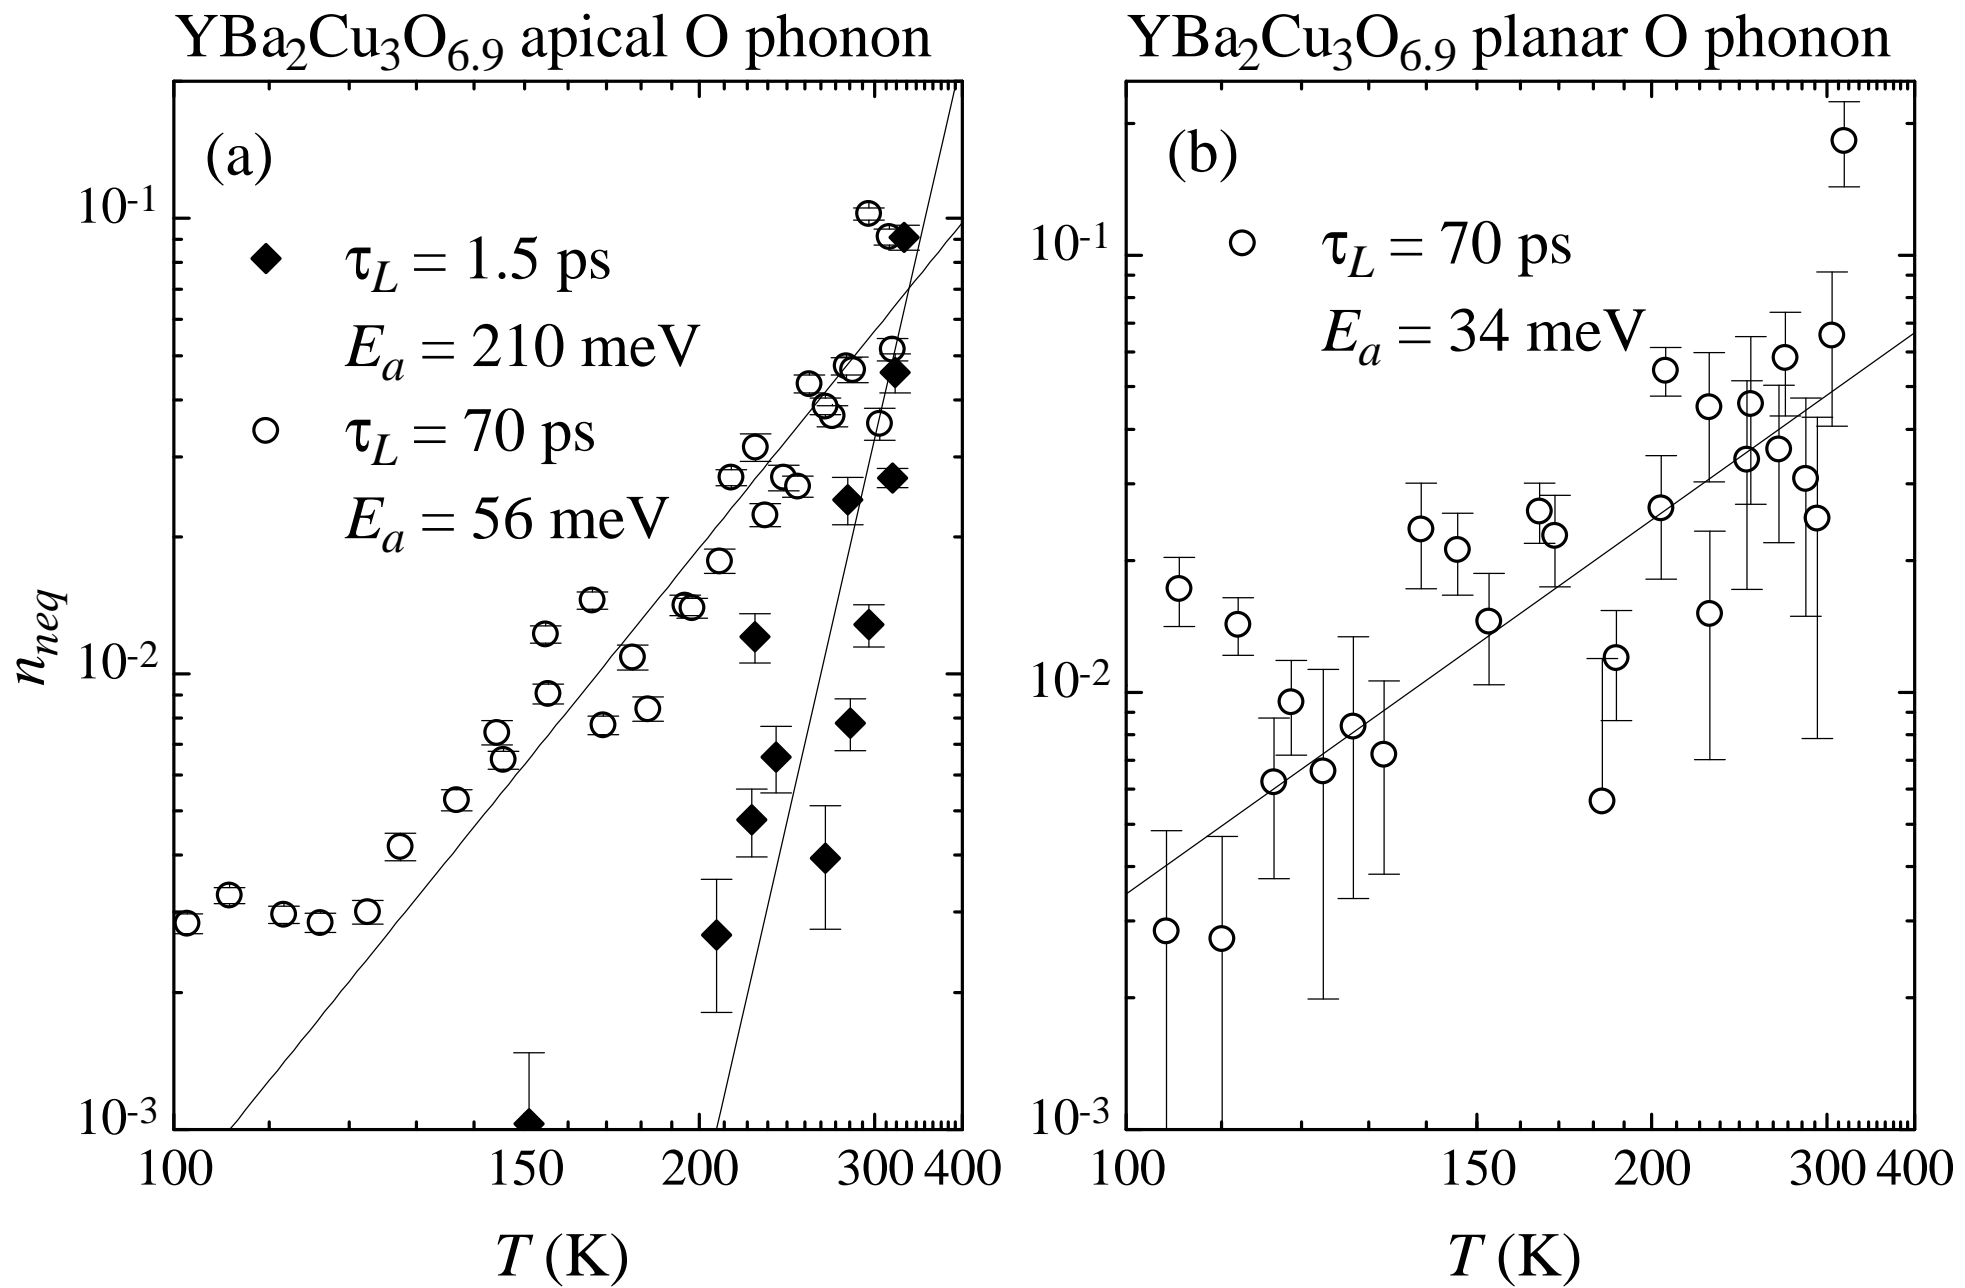 YBa₂Cu₃O₆.₉ apical O phonon
(a)
τL = 1.5 ps
Ea = 210 meV
τL = 70 ps
Ea = 56 meV
nneq
10⁻¹
10⁻²
10⁻³
100 150 200 300 400
T (K)
YBa₂Cu₃O₆.₉ planar O phonon
(b)
τL = 70 ps
Ea = 34 meV
10⁻¹
10⁻²
10⁻³
100 150 200 300 400
T (K)